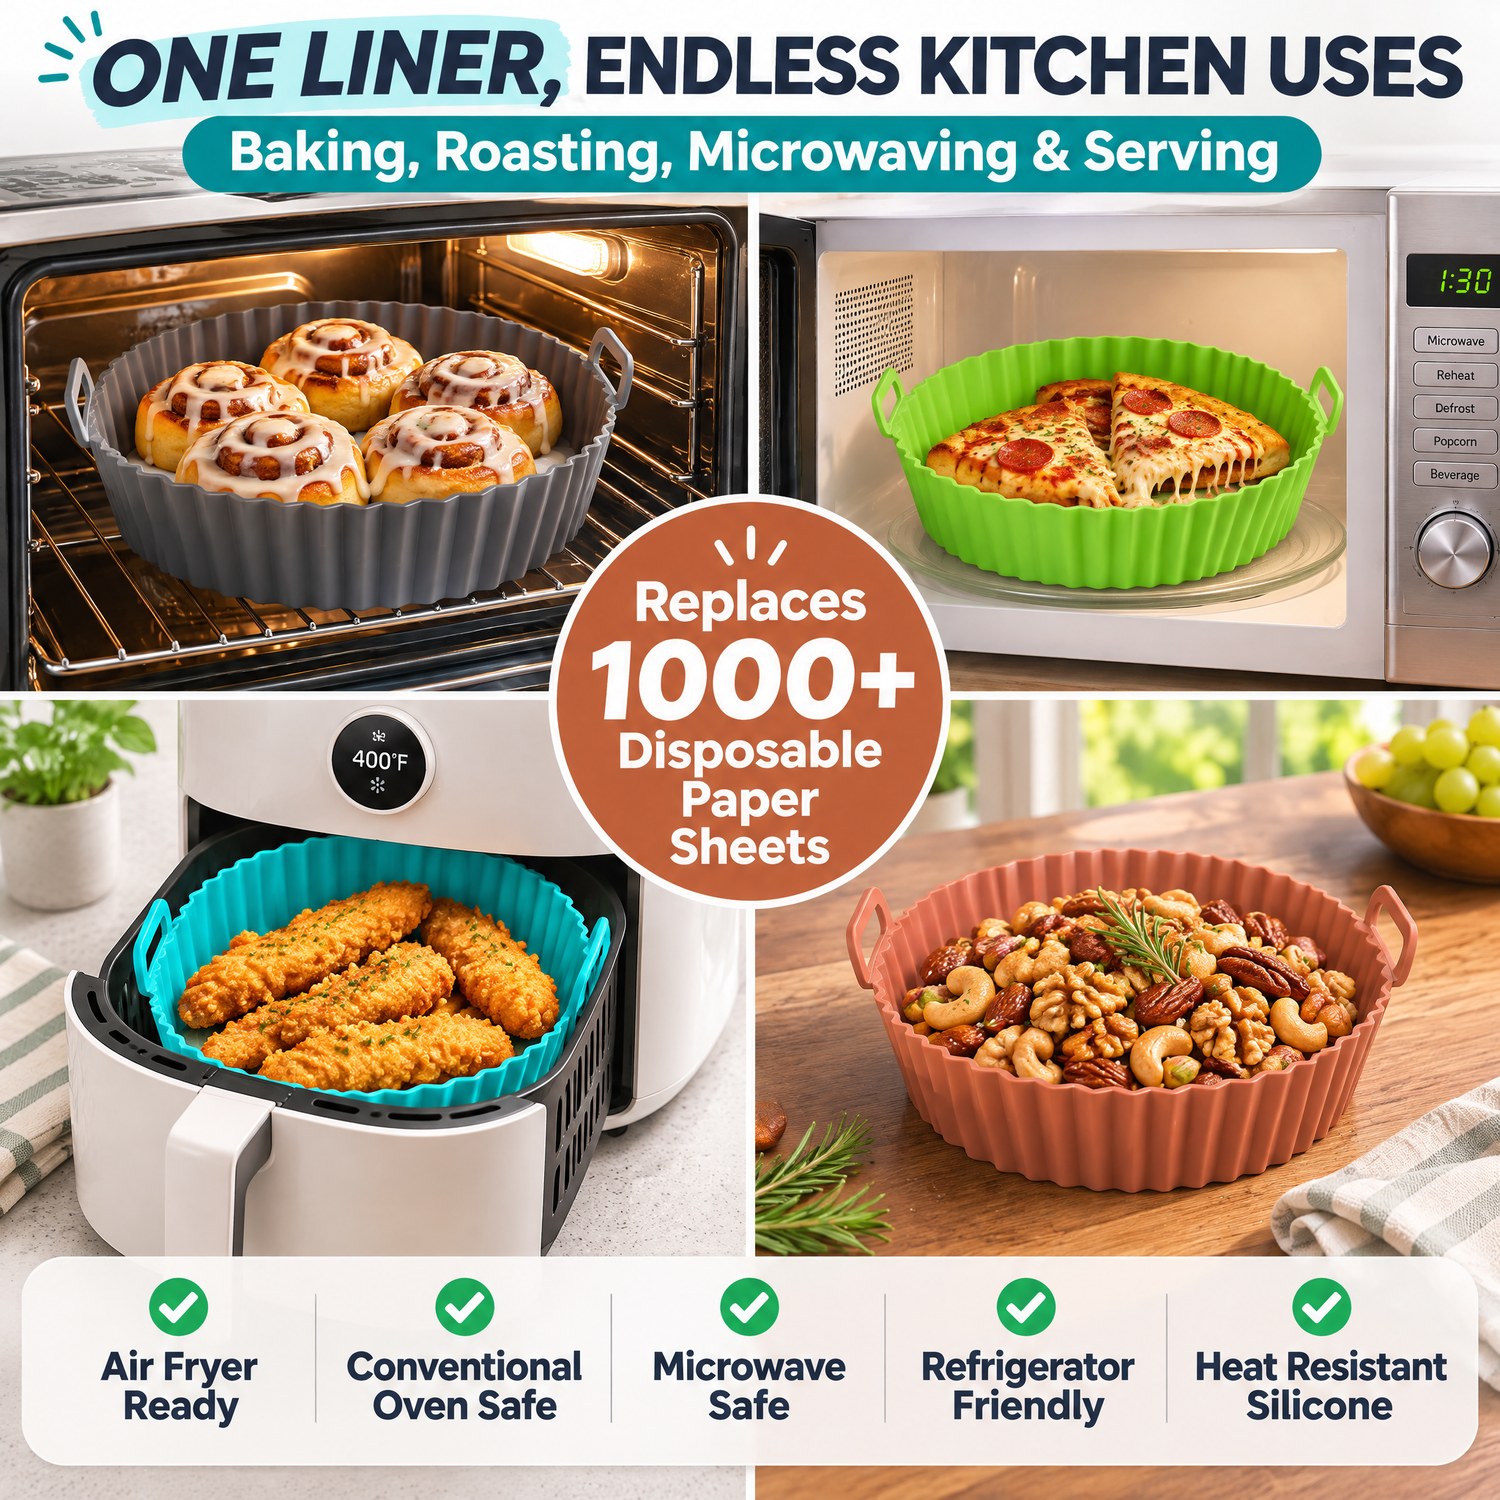 ONE LINER, ENDLESS KITCHEN USES
Baking, Roasting, Microwaving & Serving
1:30
Microwave
Reheat
Defrost
Popcorn
Beverage
Replaces
1000+
Disposable
Paper
Sheets
400°F
Air Fryer
Ready
Conventional
Oven Safe
Microwave
Safe
Refrigerator
Friendly
Heat Resistant
Silicone